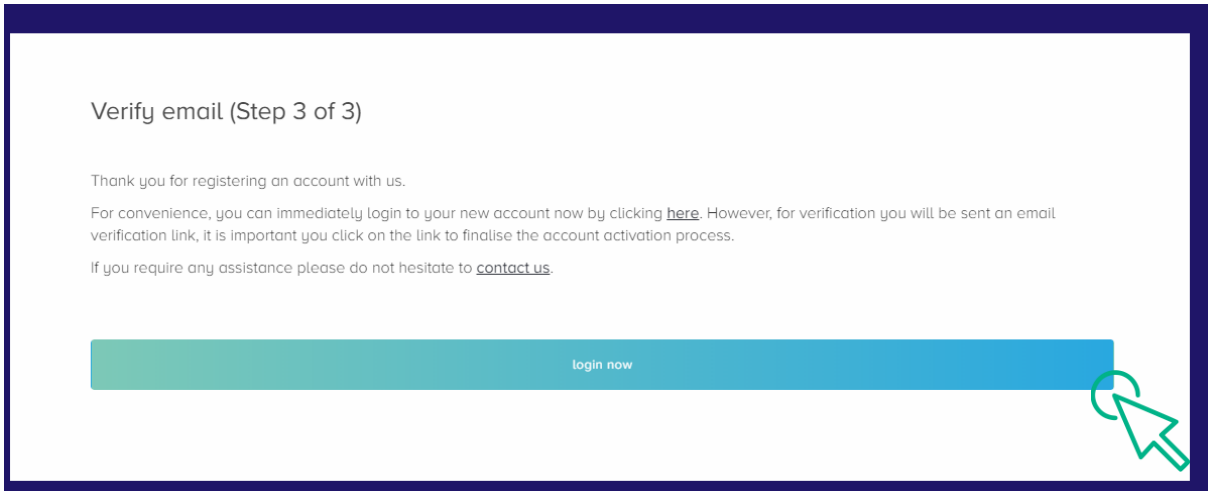 Verify email (Step 3 of 3)
Thank you for registering an account with us.
For convenience, you can immediately login to your new account now by clicking here. However, for verification you will be sent an email
verification link, it is important you click on the link to finalise the account activation process.
If you require any assistance please do not hesitate to contact us.
login now